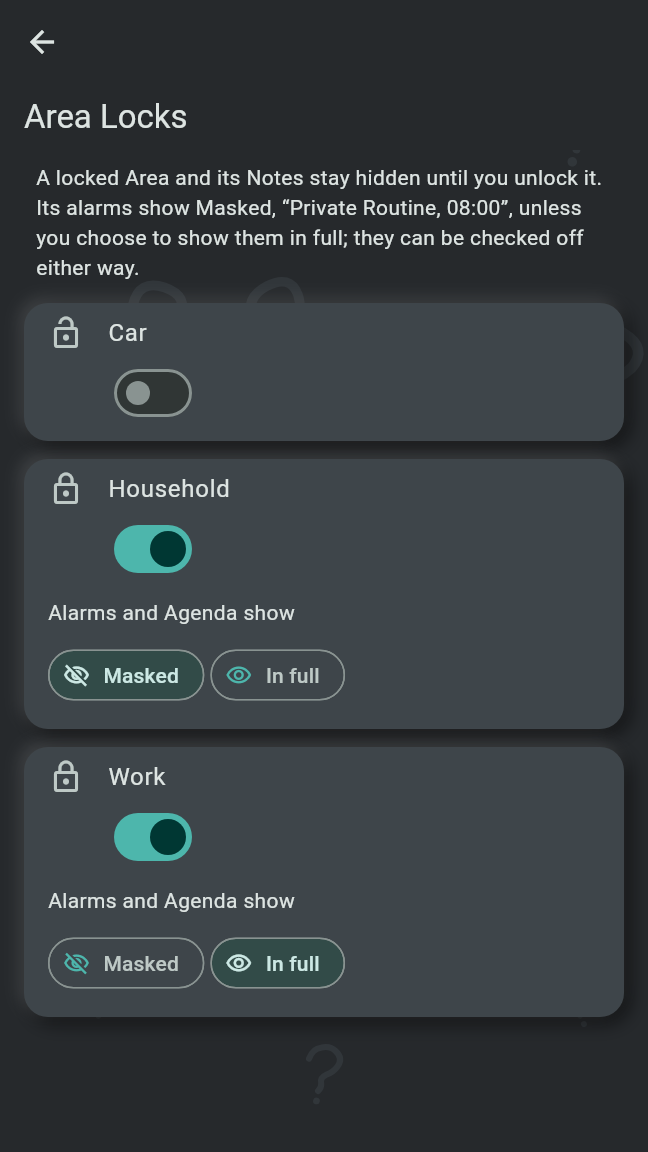 Area Locks
A locked Area and its Notes stay hidden until you unlock it.
Its alarms show Masked, “Private Routine, 08:00”, unless
you choose to show them in full; they can be checked off
either way.
Car
Household
Alarms and Agenda show
Masked In full
Work
Alarms and Agenda show
Masked In full
?